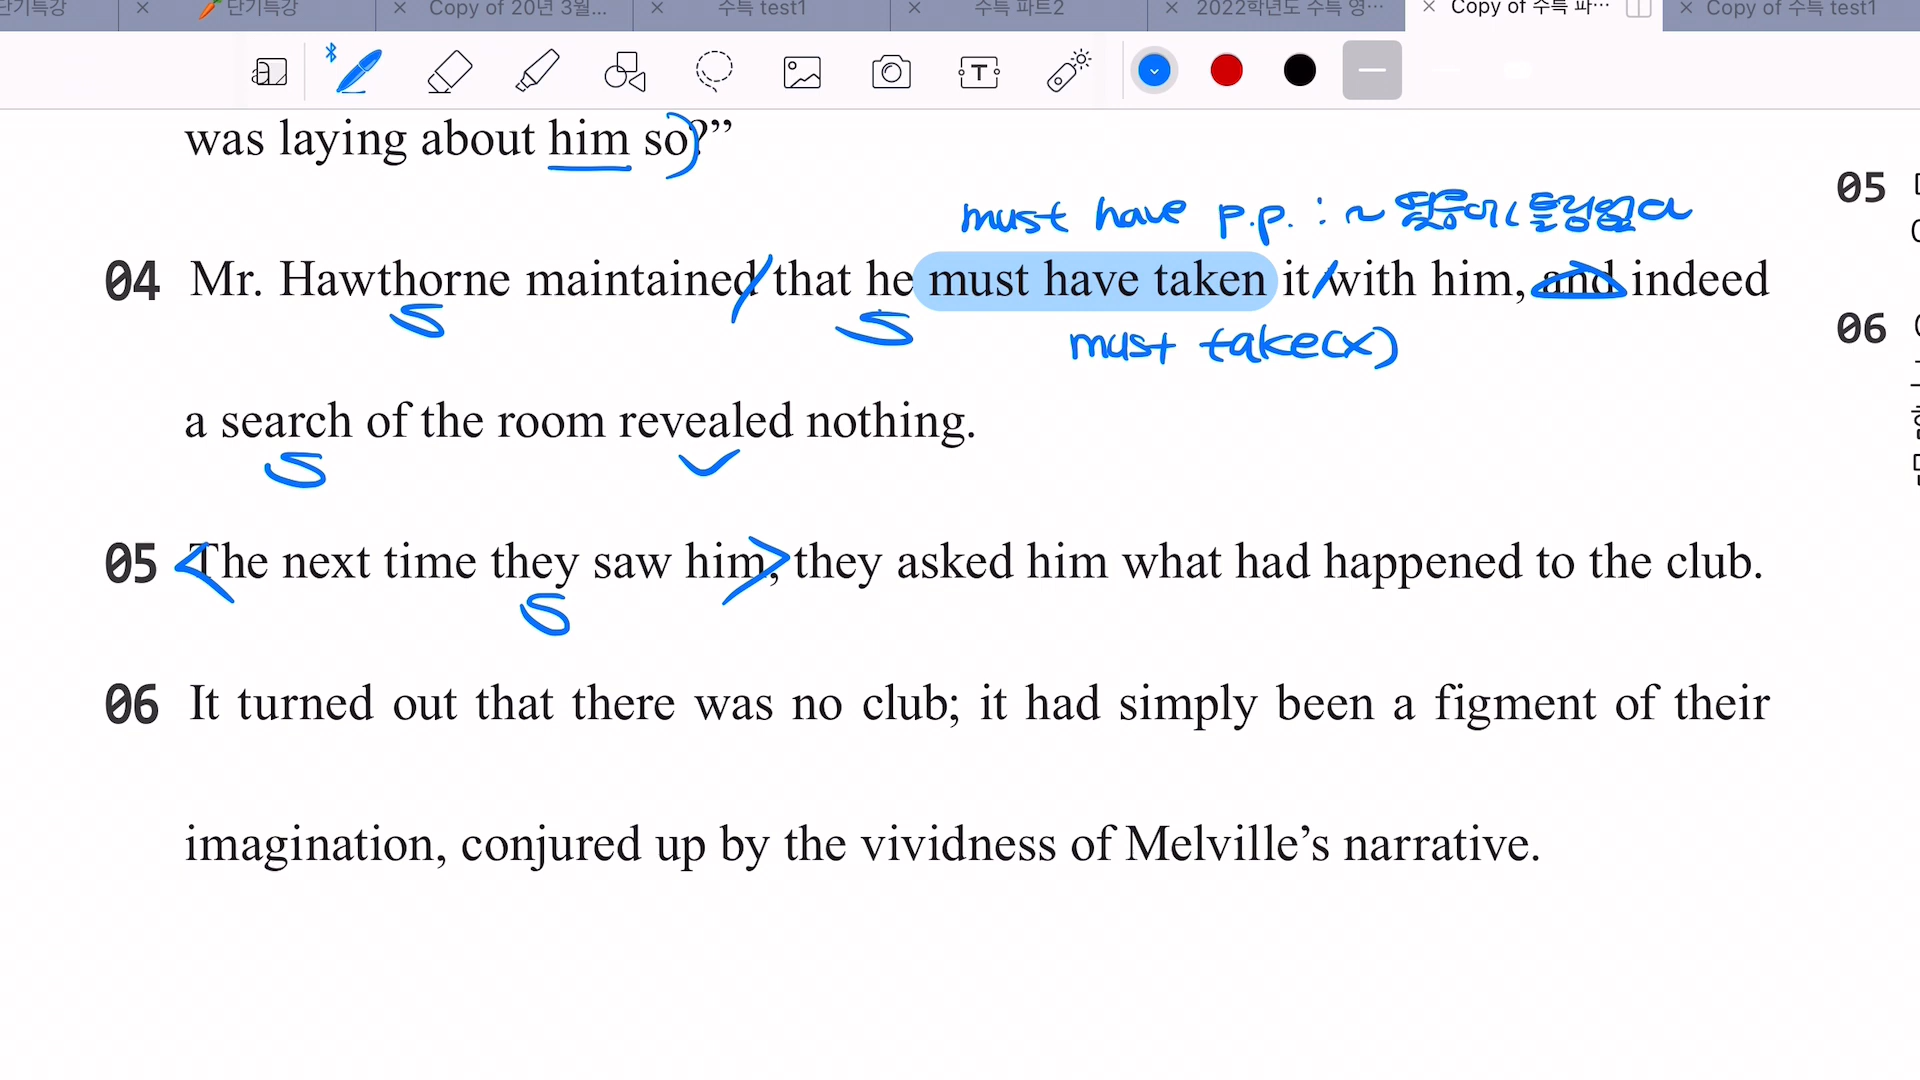 단기특강
× 🥕단기특강
× Copy of 20년 3월...
× 수특 test1
× 수특 파트2
× 2022학년도 수특 영...
× Copy of 수특 파...
× Copy of 수특 test1
was laying about him so?”
must have p.p. : ~ 였음이 틀림없다
04 Mr. Hawthorne maintained that he must have taken it with him, and indeed
S S
must take(x)
a search of the room revealed nothing.
S
05 The next time they saw him, they asked him what had happened to the club.
S
06 It turned out that there was no club; it had simply been a figment of their
imagination, conjured up by the vividness of Melville’s narrative.
05
06